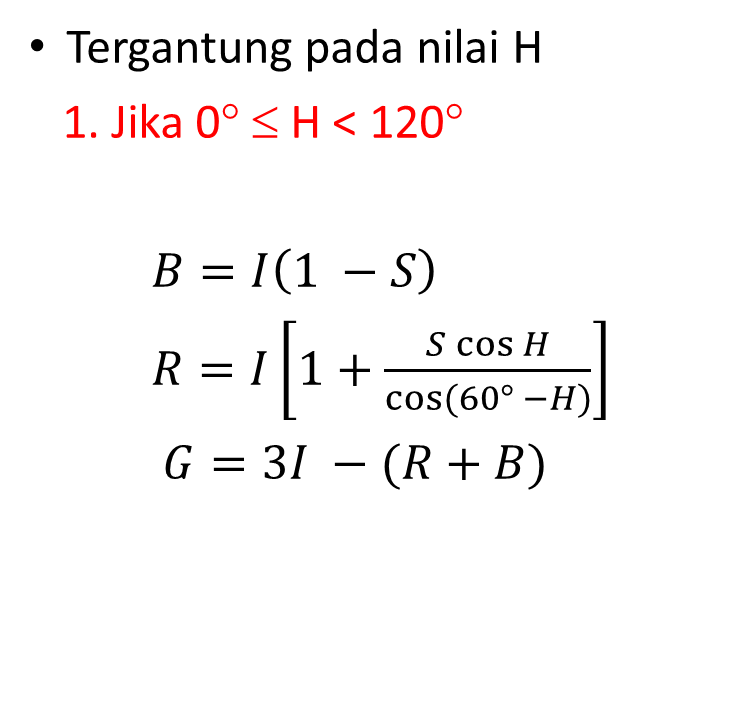 • Tergantung pada nilai H
1. Jika 0° ≤ H < 120°
B = I(1 − S)
R = I[1 + S cos H / cos(60° −H)]
G = 3I − (R + B)